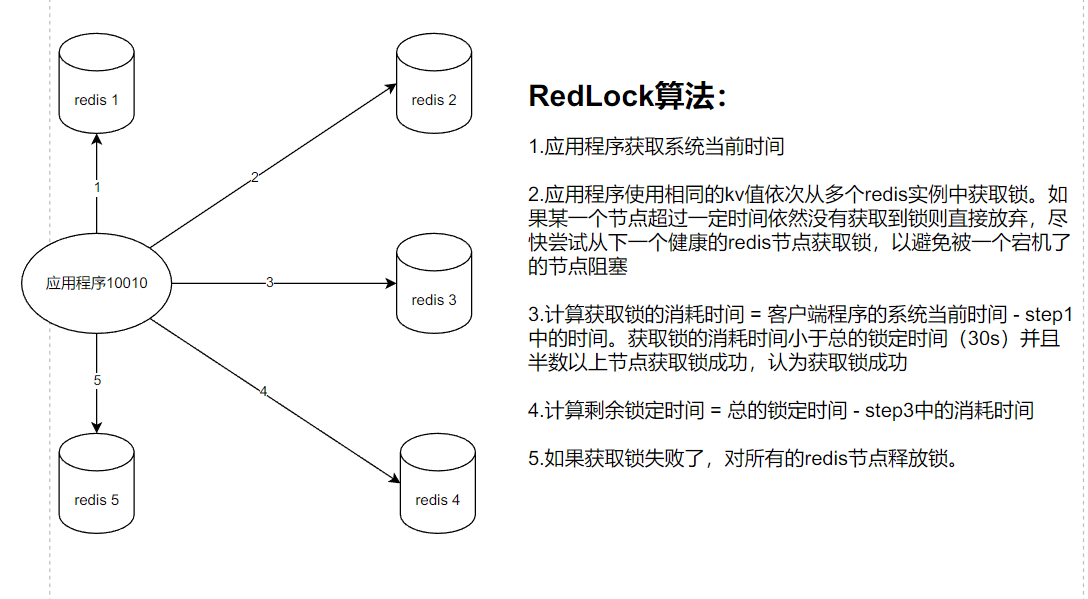 redis 1
redis 2
1
2
应用程序10010
3
redis 3
5
4
redis 5
redis 4
RedLock算法：
1.应用程序获取系统当前时间
2.应用程序使用相同的kv值依次从多个redis实例中获取锁。如
果某一个节点超过一定时间依然没有获取到锁则直接放弃，尽
快尝试从下一个健康的redis节点获取锁，以避免被一个宕机了
的节点阻塞
3.计算获取锁的消耗时间 = 客户端程序的系统当前时间 - step1
中的时间。获取锁的消耗时间小于总的锁定时间（30s）并且
半数以上节点获取锁成功，认为获取锁成功
4.计算剩余锁定时间 = 总的锁定时间 - step3中的消耗时间
5.如果获取锁失败了，对所有的redis节点释放锁。